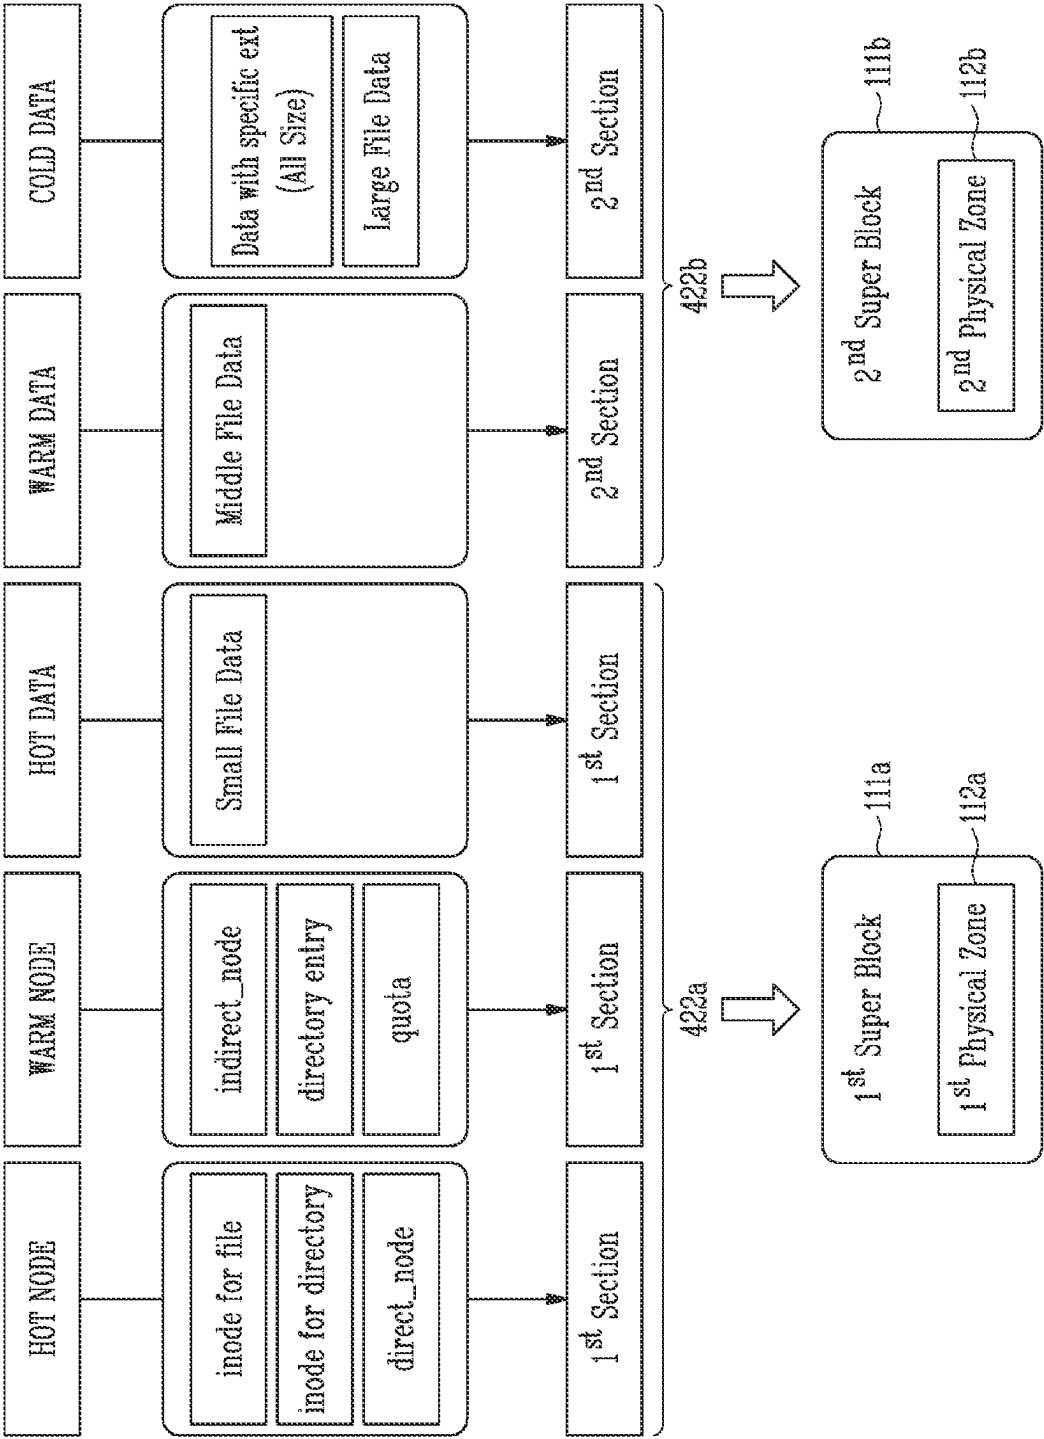 HOT NODE
WARM NODE
HOT DATA
WARM DATA
COLD DATA
inode for file
inode for directory
direct_node
indirect_node
directory entry
quota
Small File Data
Middle File Data
Data with specific ext
(All Size)
Large File Data
1st Section
1st Section
1st Section
2nd Section
2nd Section
422a
422b
1st Super Block
111a
1st Physical Zone
112a
2nd Super Block
111b
2nd Physical Zone
112b